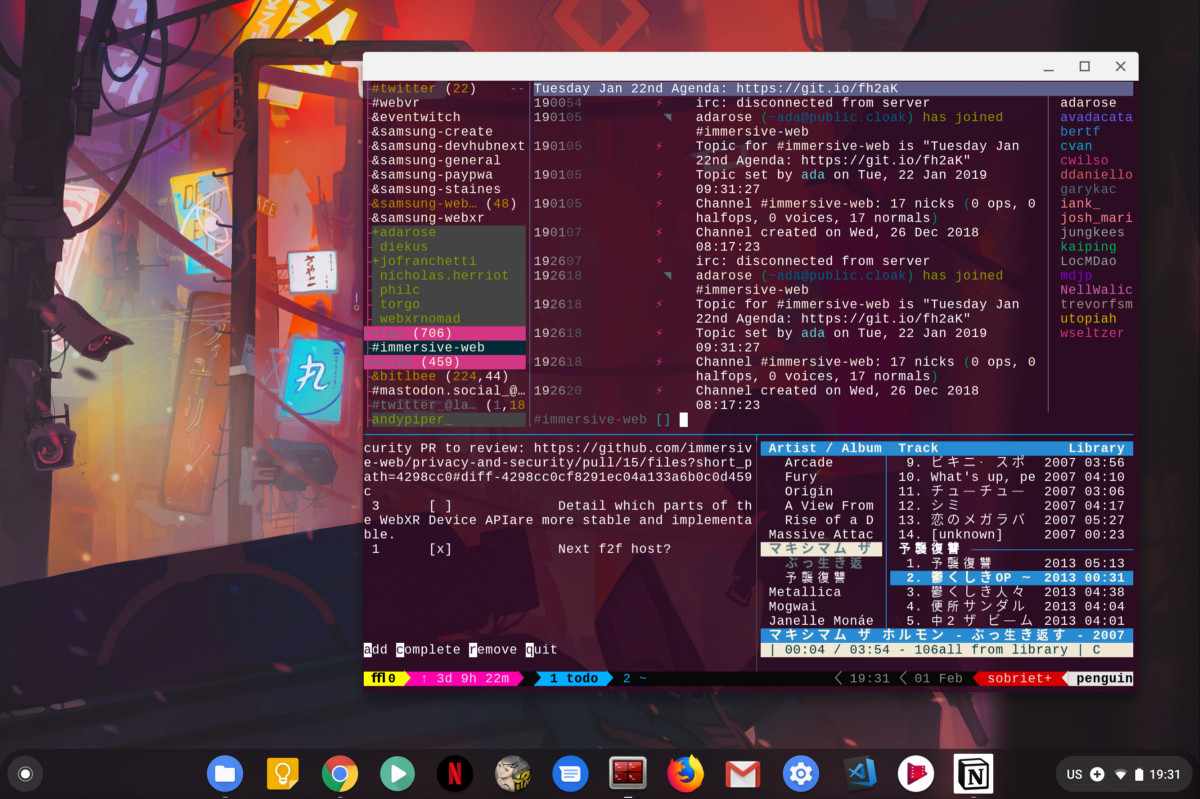 #twitter (22) --
#webvr
&eventwitch
&samsung-create
&samsung-devhubnext
&samsung-general
&samsung-paypwa
&samsung-staines
&samsung-web… (48)
&samsung-webxr
+adarose
diekus
+jofranchetti
nicholas.herriot
philc
torgo
webxrnomad
(706)
#immersive-web
(459)
&bitlbee (224,44)
#mastodon.social_@…
#twitter_@la… (1,18
andypiper_
Tuesday Jan 22nd Agenda: https://git.io/fh2aK
190054 irc: disconnected from server
190105 adarose (~ada@public.cloak) has joined
#immersive-web
190105 Topic for #immersive-web is "Tuesday Jan
22nd Agenda: https://git.io/fh2aK"
190105 Topic set by ada on Tue, 22 Jan 2019
09:31:27
190105 Channel #immersive-web: 17 nicks (0 ops, 0
halfops, 0 voices, 17 normals)
190107 Channel created on Wed, 26 Dec 2018
08:17:23
192607 irc: disconnected from server
192618 adarose (~ada@public.cloak) has joined
#immersive-web
192618 Topic for #immersive-web is "Tuesday Jan
22nd Agenda: https://git.io/fh2aK"
192618 Topic set by ada on Tue, 22 Jan 2019
09:31:27
192618 Channel #immersive-web: 17 nicks (0 ops, 0
halfops, 0 voices, 17 normals)
192620 Channel created on Wed, 26 Dec 2018
08:17:23
#immersive-web []
adarose
avadacata
bertf
cvan
cwilso
ddaniello
garykac
iank_
josh_mari
jungkees
kaiping
LocMDao
mdjp
NellWalic
trevorfsm
utopiah
wseltzer
curity PR to review: https://github.com/immersiv
e-web/privacy-and-security/pull/15/files?short_p
ath=4298cc0#diff-4298cc0cf8291ec04a133a6b0c0d459
c
3 [ ] Detail which parts of th
e WebXR Device APIare more stable and implementa
ble.
1 [x] Next f2f host?
add complete remove quit
Artist / Album
Arcade
Fury
Origin
A View From
Rise of a D
Massive Attac
マキシマム ザ
ぶっ生き返
予襲復讐
Metallica
Mogwai
Janelle Monáe
Track Library
9. ビキニ・スポ 2007 03:56
10. What's up, pe 2007 04:10
11. チューチュー 2007 03:06
12. シミ 2007 04:17
13. 恋のメガラバ 2007 05:27
14. [unknown] 2007 00:23
予襲復讐
1. 予襲復讐 2013 05:13
2. 鬱くしきOP ~ 2013 00:31
3. 鬱くしき人々 2013 04:38
4. 便所サンダル 2013 04:04
5. 中2 ザ ビーム 2013 04:01
マキシマム ザ ホルモン - ぶっ生き返す - 2007
| 00:04 / 03:54 - 106all from library | C
↑ 3d 9h 22m
1 todo
2 ~
19:31
01 Feb
sobriet+
penguin
丸
US
19:31